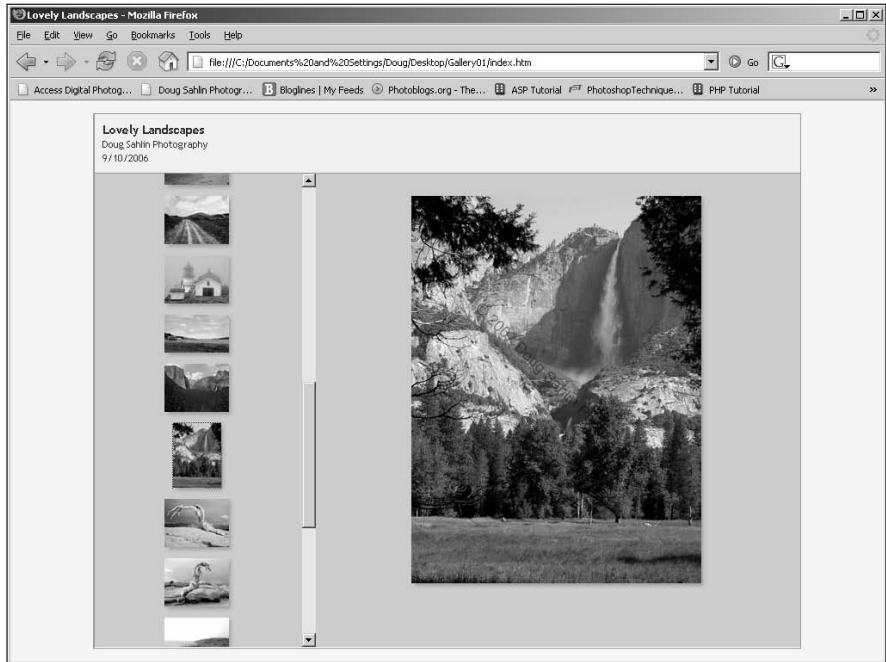 Lovely Landscapes - Mozilla Firefox
File Edit View Go Bookmarks Tools Help
file:///C:/Documents%20and%20Settings/Doug/Desktop/Gallery01/index.htm Go G
Access Digital Photog... Doug Sahlin Photogr... B Bloglines | My Feeds Photoblogs.org - The... ASP Tutorial PhotoshopTechnique... PHP Tutorial »
Lovely Landscapes
Doug Sahlin Photography
9/10/2006